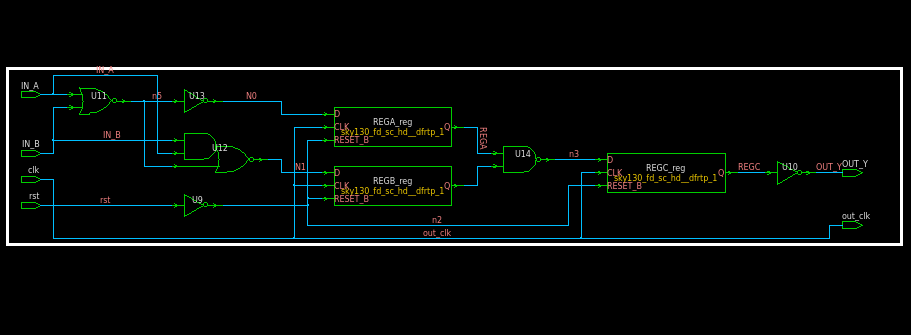 IN_A
IN_A
U11
n5
U13
N0
REGA_reg
sky130_fd_sc_hd__dfrtp_1
D
CLK
RESET_B
Q
REGA
IN_B
IN_B
U12
N1
REGB_reg
sky130_fd_sc_hd__dfrtp_1
D
CLK
RESET_B
Q
U14
n3
REGC_reg
sky130_fd_sc_hd__dfrtp_1
D
CLK
RESET_B
Q
REGC
U10
OUT_Y
OUT_Y
clk
rst
rst
U9
n2
out_clk
out_clk